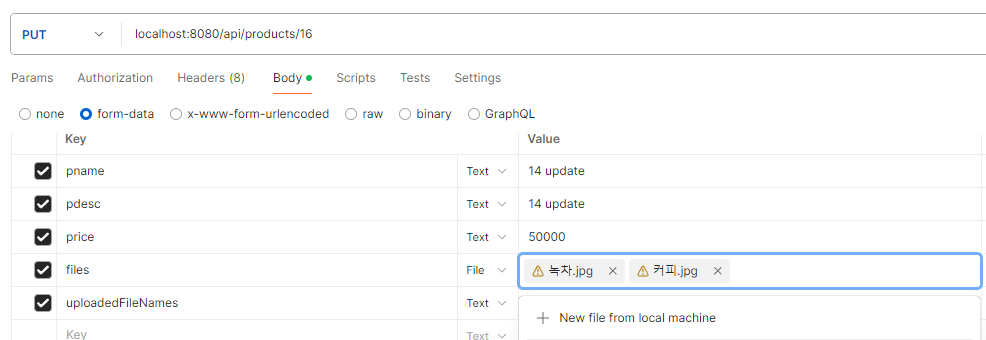 PUT localhost:8080/api/products/16
Params Authorization Headers (8) Body Scripts Tests Settings
none form-data x-www-form-urlencoded raw binary GraphQL
Key Value
pname Text 14 update
pdesc Text 14 update
price Text 50000
files File 녹차.jpg 커피.jpg
uploadedFileNames Text
New file from local machine
Key Text